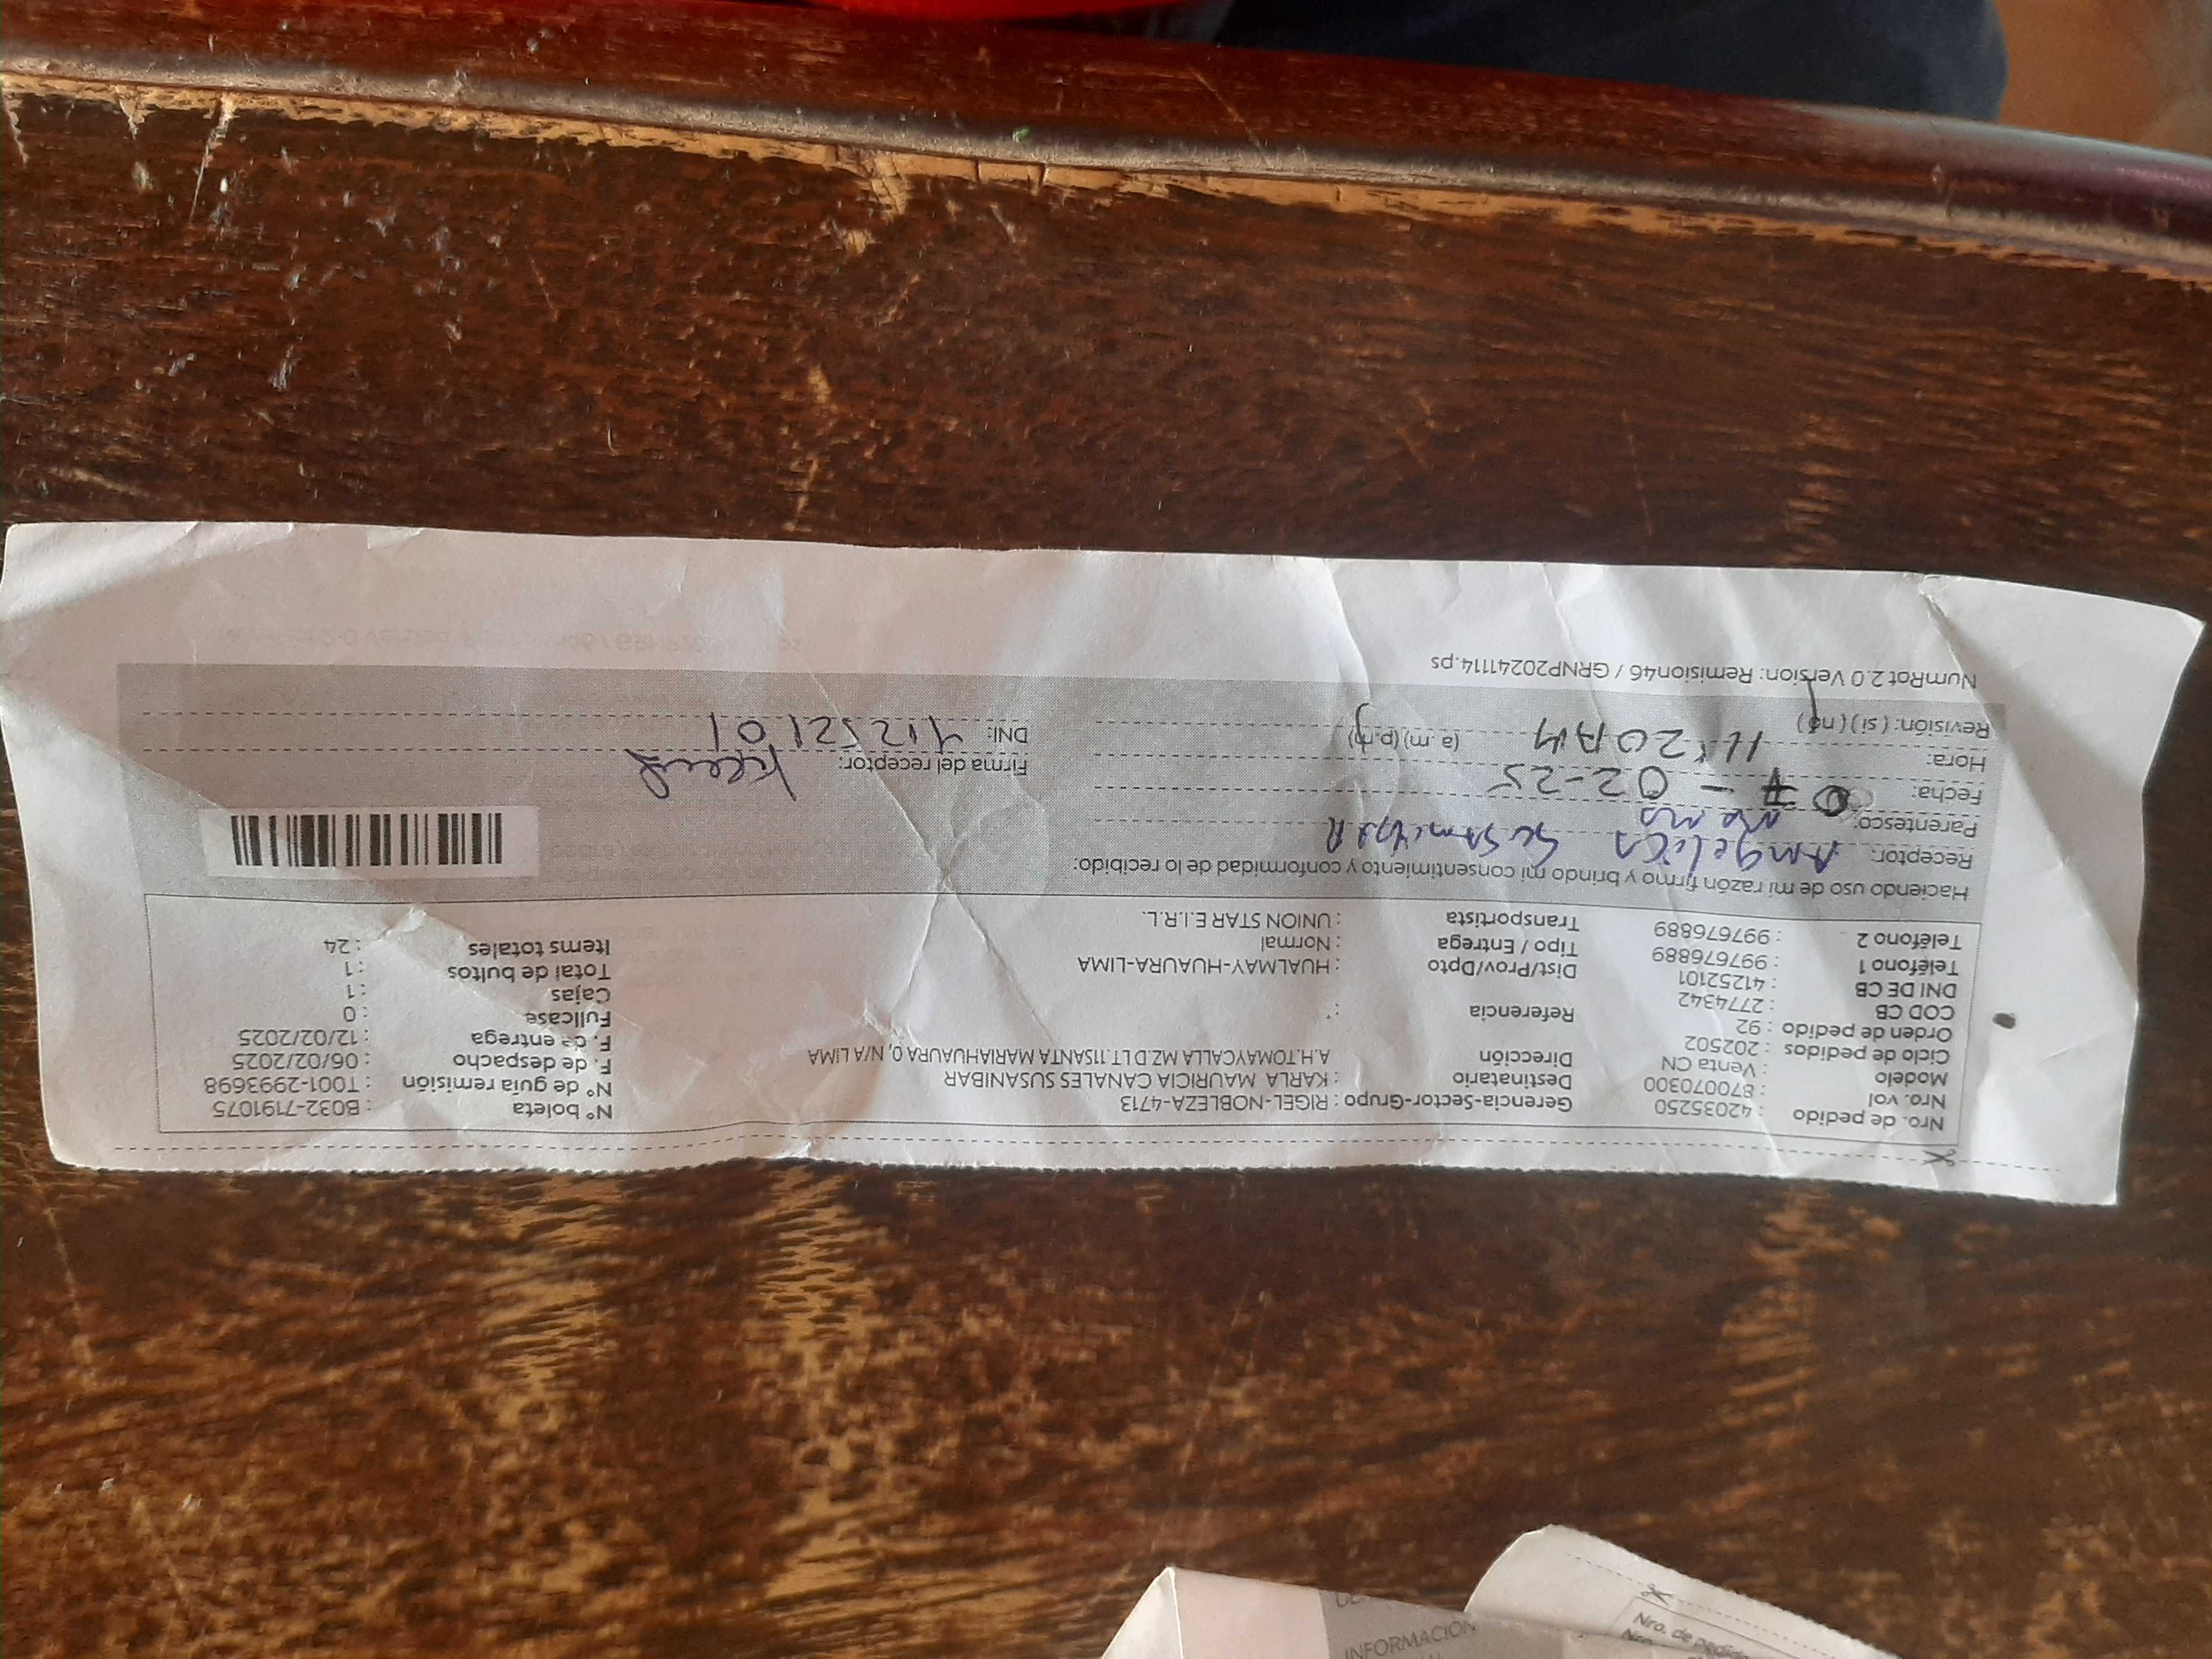 Nro. de pedido : 42035250 Gerencia-Sector-Grupo : RIGEL-NOBLEZA-4713 N° boleta : B032-7191075
Nro. vol : 870070300 Destinatario : KARLA MAURICIA CANALES SUSANIBAR N° de guía remisión : T001-2993698
Modelo : Venta CN Dirección A.H.TOMAYCALLA MZ.D LT.11SANTA MARIAHUAURA 0, N/A LIMA F. de despacho : 06/02/2025
Ciclo de pedidos : 202502 F. de entrega : 12/02/2025
Orden de pedido : 92 Referencia : Fullcase : 0
COD CB : 2774342 Cajas : 1
DNI DE CB : 41252101 Dist/Prov/Dpto : HUALMAY-HUAURA-LIMA Total de bultos : 1
Teléfono 1 : 997676889 Tipo / Entrega : Normal Items totales : 24
Teléfono 2 : 997676889 Transportista : UNION STAR E.I.R.L.
Haciendo uso de mi razón firmo y brindo mi consentimiento y conformidad de lo recibido:
Receptor: Angelica
Parentesco: mama
Fecha: 07-02-25 Firma del receptor:
Hora: 11:20 AM (a.m) (p.m)
Revisión: (si) (no) DNI: 41252101
NumRot 2.0 Version: Remision46 / GRNP20241114.ps
INFORMACIÓN
Nro. de pedido